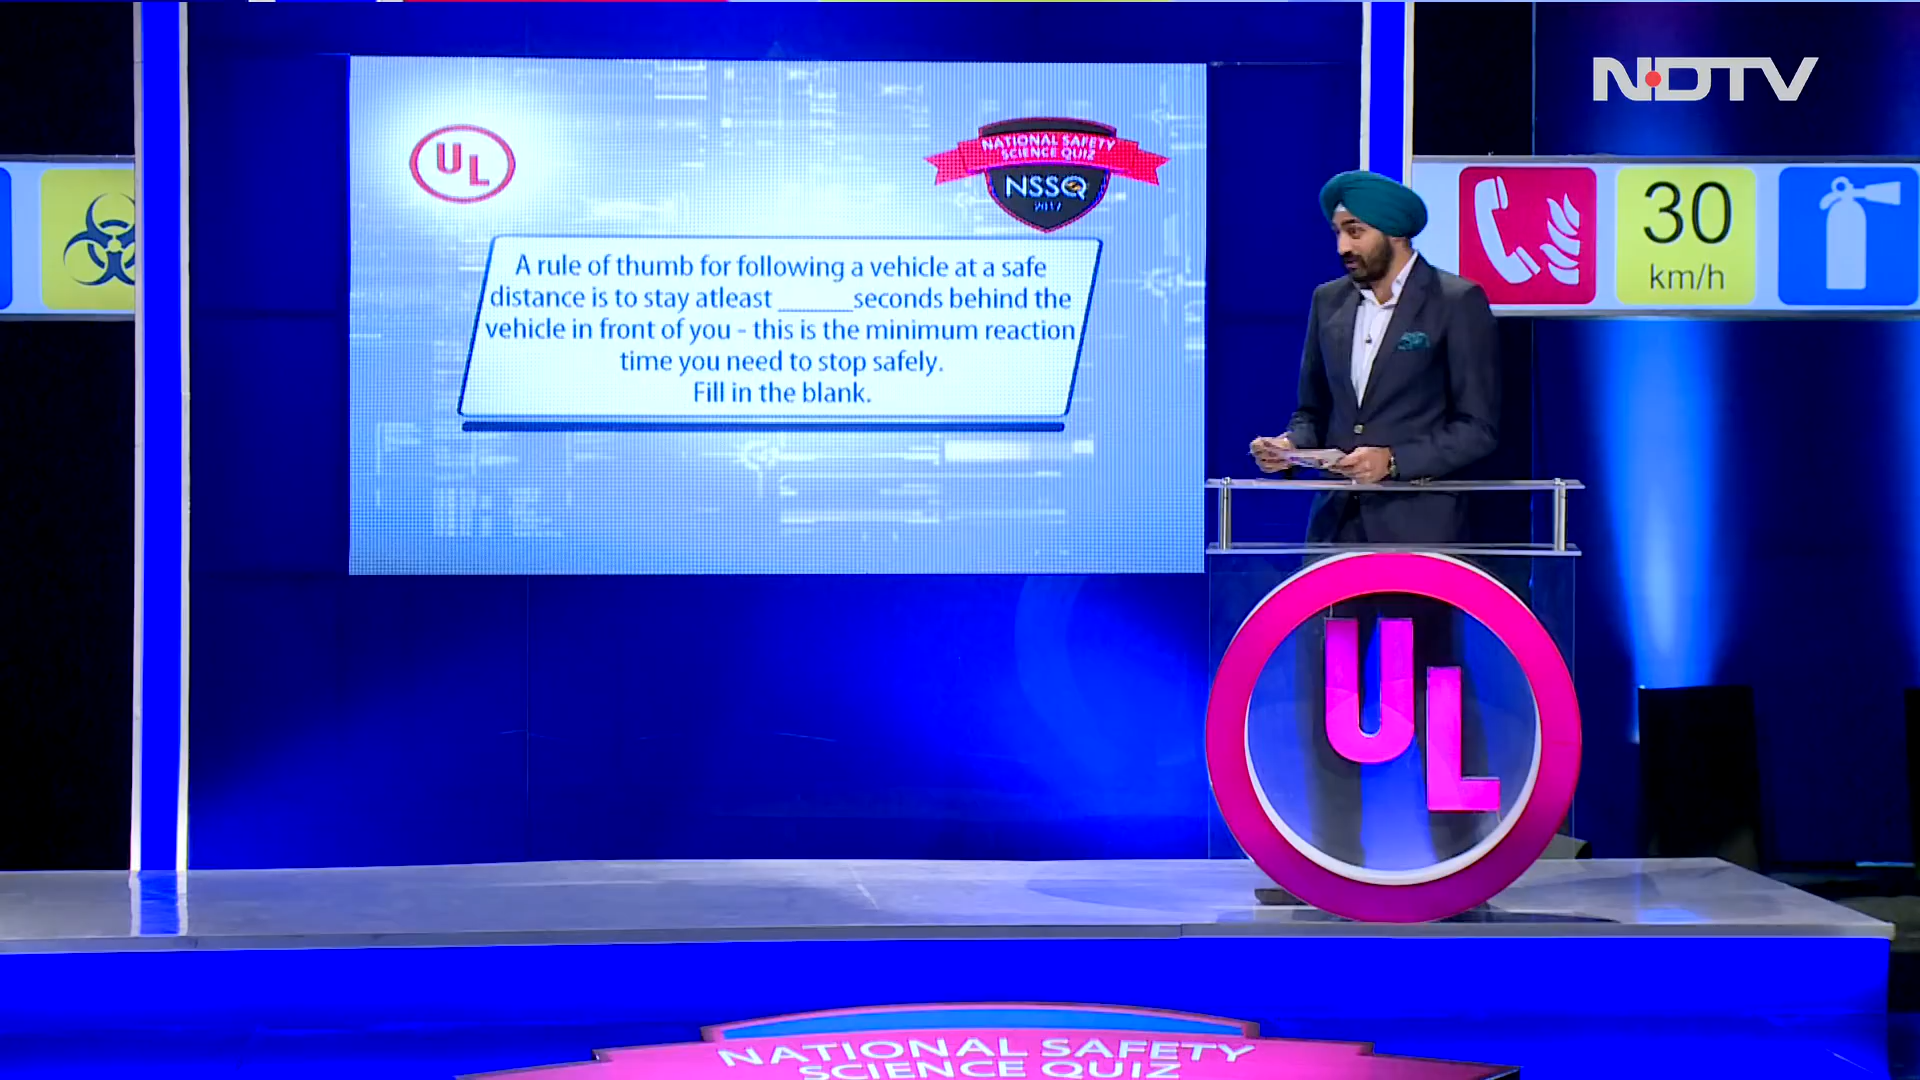 NDTV
UL
NATIONAL SAFETY
SCIENCE QUIZ
NSSQ
2017
A rule of thumb for following a vehicle at a safe
distance is to stay atleast ______seconds behind the
vehicle in front of you - this is the minimum reaction
time you need to stop safely.
Fill in the blank.
30
km/h
UL
NATIONAL SAFETY
SCIENCE QUIZ